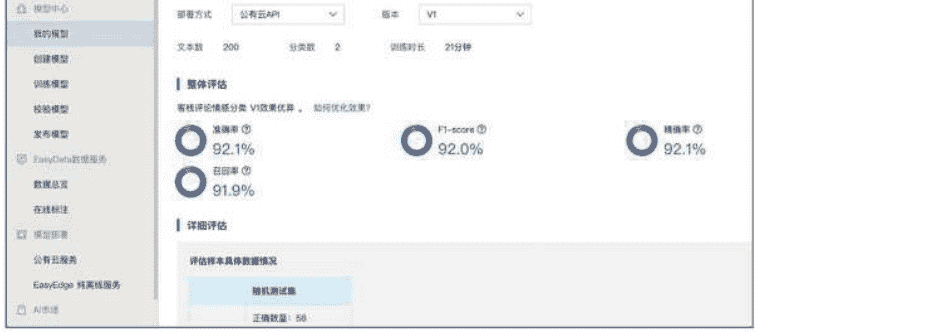 模型中心
我的模型
创建模型
训练模型
校验模型
发布模型
EasyData数据服务
数据总览
在线标注
模型部署
公有云服务
EasyEdge 纯离线服务
AI市场
部署方式 公有云API 版本 V1
文本数 200 分类数 2 训练时长 21分钟
整体评估
客栈评论情感分类 V1效果优异。 如何优化效果?
准确率 ? F1-score ? 精确率 ?
92.1% 92.0% 92.1%
召回率 ?
91.9%
详细评估
评估样本具体数据情况
随机测试集
正确数量: 58